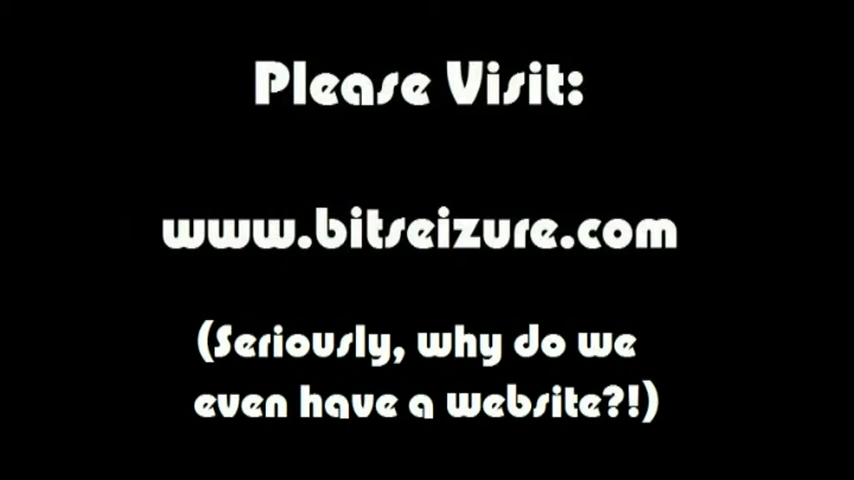 Please Visit:
www.bitseizure.com
(Seriously, why do we
even have a website?!)